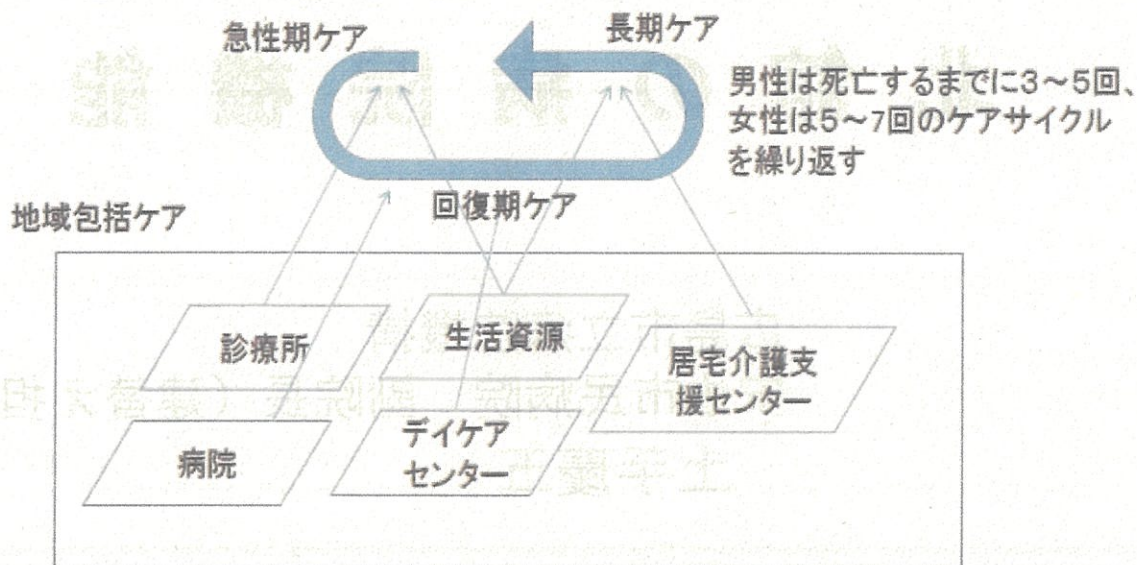 急性期ケア
長期ケア
男性は死亡するまでに3～5回、
女性は5～7回のケアサイクル
を繰り返す
回復期ケア
地域包括ケア
診療所
生活資源
居宅介護支
援センター
病院
デイケア
センター